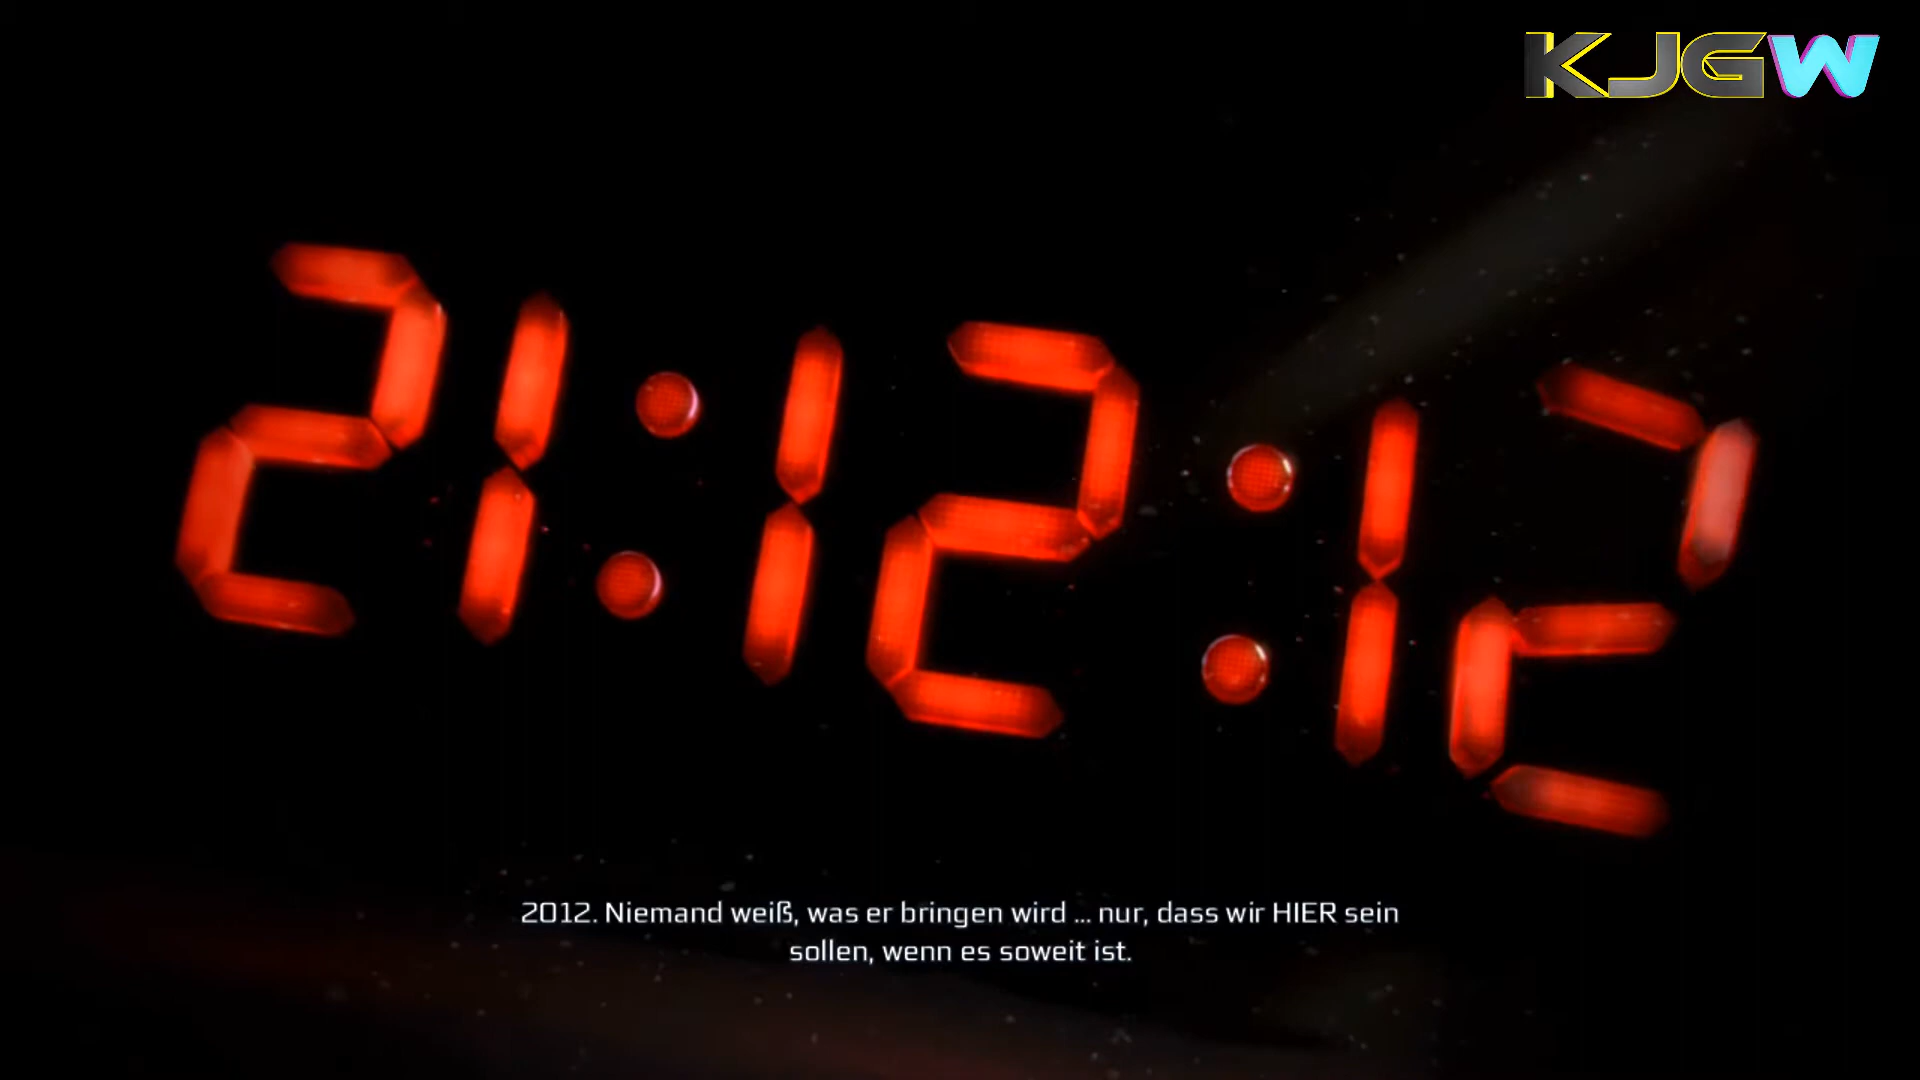 KJGW
21:12:12
2012. Niemand weiß, was er bringen wird ... nur, dass wir HIER sein
sollen, wenn es soweit ist.